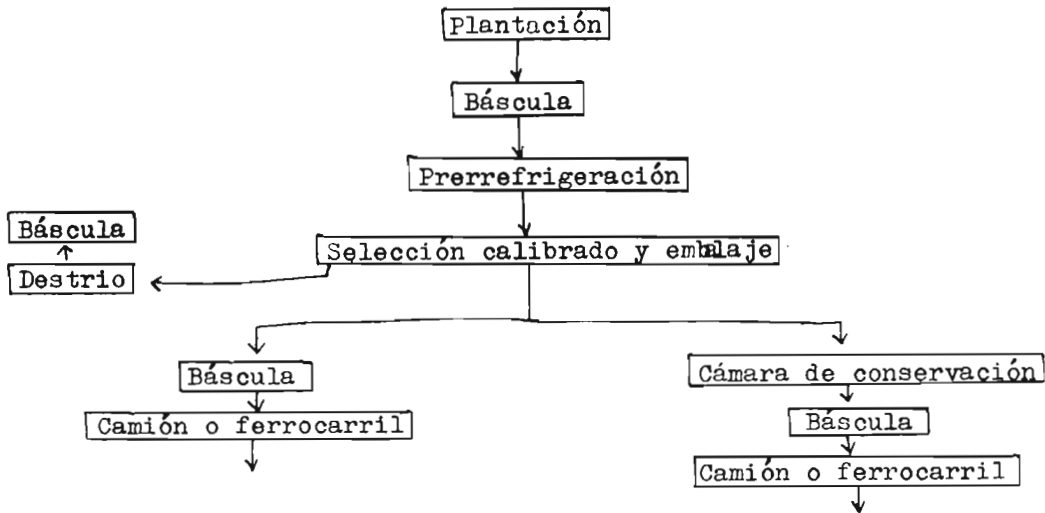 Plantación
Báscula
Prerrefrigeración
Báscula
Selección calibrado y embalaje
Destrio
Báscula
Cámara de conservación
Camión o ferrocarril
Báscula
Camión o ferrocarril